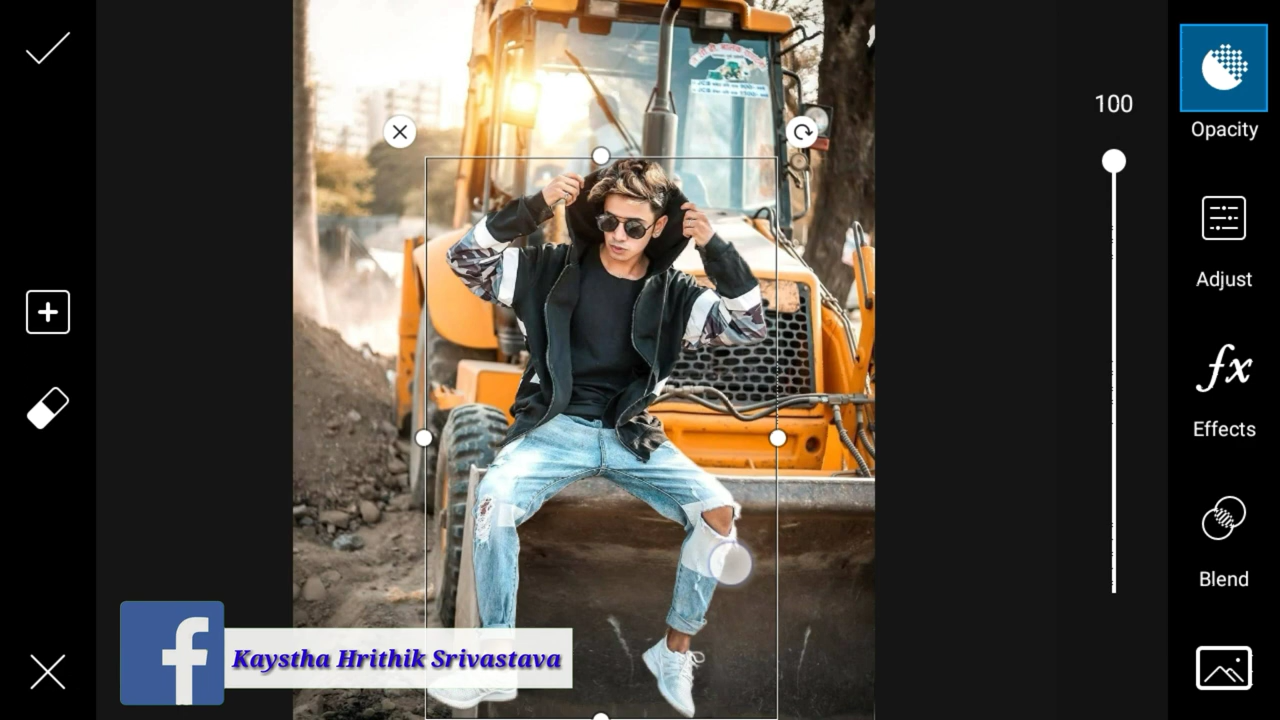 100
Opacity
Adjust
fx
Effects
Blend
f
Kaystha Hrithik Srivastava